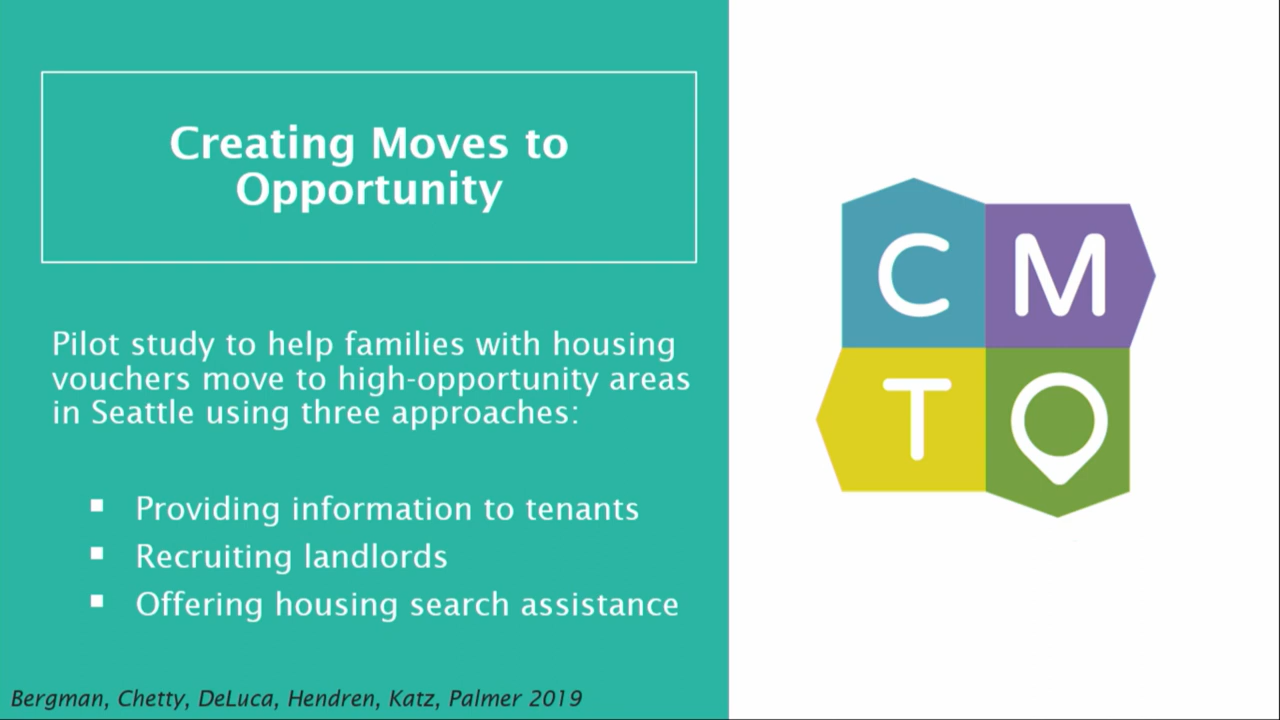 Creating Moves to
Opportunity
Pilot study to help families with housing
vouchers move to high-opportunity areas
in Seattle using three approaches:
▪ Providing information to tenants
▪ Recruiting landlords
▪ Offering housing search assistance
Bergman, Chetty, DeLuca, Hendren, Katz, Palmer 2019
C M
T O